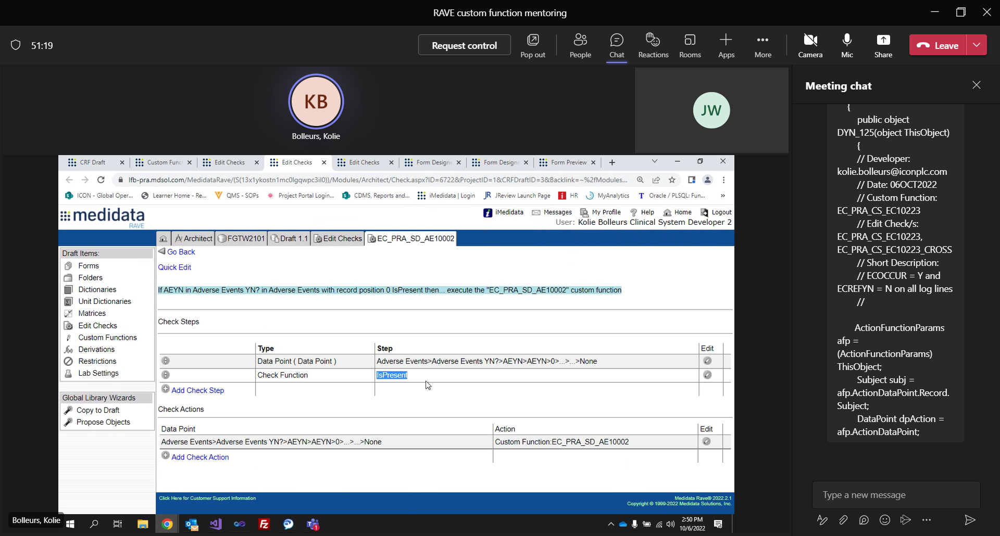 RAVE custom function mentoring
51:19
Request control
Pop out
People
Chat
Reactions
Rooms
Apps
More
Camera
Mic
Share
Leave
KB
Bolleurs, Kolie
JW
Meeting chat
{
public object
DYN_125(object ThisObject)
{
// Developer:
kolie.bolleurs@iconplc.com
// Date: 06OCT2022
// Custom Function:
EC_PRA_CS_EC10223
// Edit Check/s:
EC_PRA_CS_EC10223,
EC_PRA_CS_EC10223_CROSS
// Short Description:
// ECOCCUR = Y and
ECREFYN = N on all log lines
//
ActionFunctionParams
afp =
(ActionFunctionParams)
ThisObject;
Subject subj =
afp.ActionDataPoint.Record.
Subject;
DataPoint dpAction =
afp.ActionDataPoint;
Type a new message
CRF Draft
Custom Func
Edit Checks
Edit Checks
Edit Checks
Form Designe
Form Designe
Form Preview
lfb-pra.mdsol.com/MedidataRave/(S(13x1ykostn1mc0lgqwpc3il0))/Modules/Architect/Check.aspx?ID=6722&ProjectID=1&CRFDraftID=3&Backlink=~%2fModules...
ICON - Global Oper...
Learner Home - Re...
QMS - SOPs
Project Portal Login...
CDMS, Reports and...
iMedidata | Login
JReview Launch Page
HR
MyAnalytics
Oracle / PLSQL: Fun...
»
medidata
RAVE
iMedidata
Messages
My Profile
Help
Home
Logout
User: Kolie Bolleurs Clinical System Developer 2
Architect
FGTW2101
Draft 1.1
Edit Checks
EC_PRA_SD_AE10002
Draft Items:
Forms
Folders
Dictionaries
Unit Dictionaries
Matrices
Edit Checks
Custom Functions
Derivations
Restrictions
Lab Settings
Global Library Wizards
Copy to Draft
Propose Objects
Go Back
Quick Edit
If AEYN in Adverse Events YN? in Adverse Events with record position 0 IsPresent then... execute the "EC_PRA_SD_AE10002" custom function
Check Steps
Type Step Edit
Data Point ( Data Point ) Adverse Events>Adverse Events YN?>AEYN>AEYN>0>...>...>None
Check Function IsPresent
Add Check Step
Check Actions
Data Point Action Edit
Adverse Events>Adverse Events YN?>AEYN>AEYN>0>...>...>None Custom Function:EC_PRA_SD_AE10002
Add Check Action
Click Here for Customer Support Information
Medidata Rave® 2022.2.1
Copyright © 1999-2022 Medidata Solutions, Inc.
Bolleurs, Kolie
2:50 PM
10/6/2022